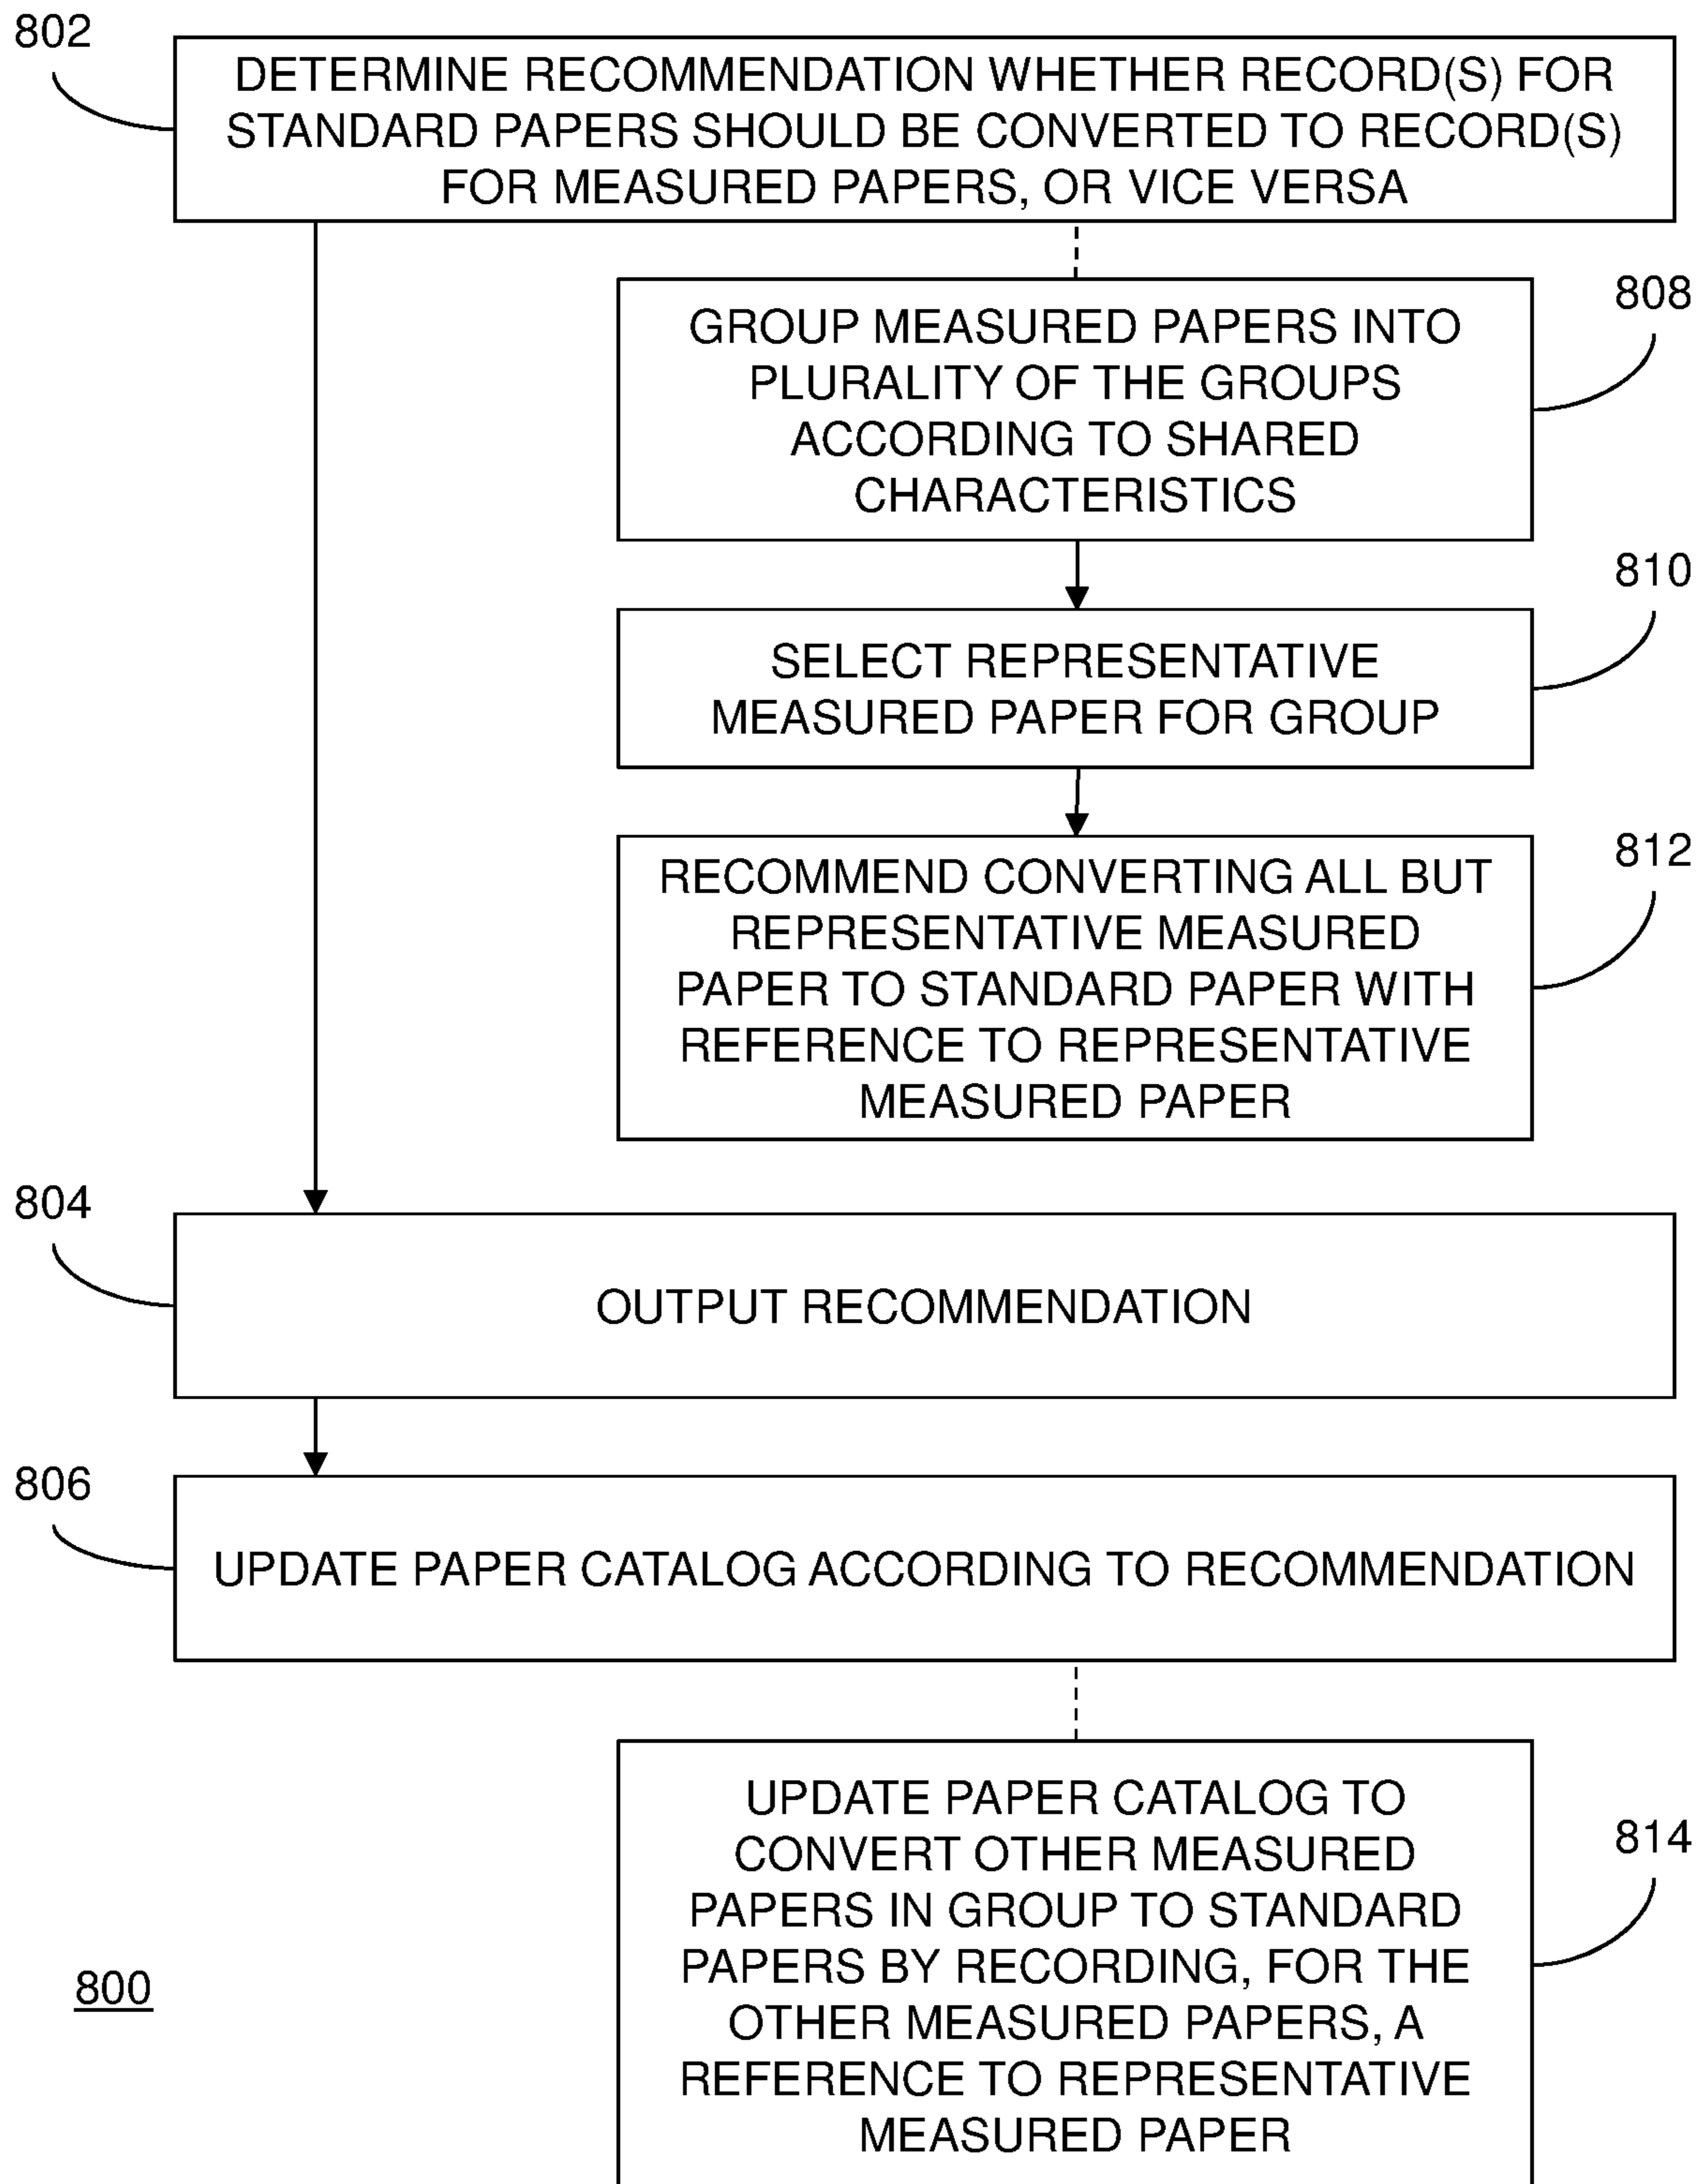 802
DETERMINE RECOMMENDATION WHETHER RECORD(S) FOR
STANDARD PAPERS SHOULD BE CONVERTED TO RECORD(S)
FOR MEASURED PAPERS, OR VICE VERSA
808
GROUP MEASURED PAPERS INTO
PLURALITY OF THE GROUPS
ACCORDING TO SHARED
CHARACTERISTICS
810
SELECT REPRESENTATIVE
MEASURED PAPER FOR GROUP
812
RECOMMEND CONVERTING ALL BUT
REPRESENTATIVE MEASURED
PAPER TO STANDARD PAPER WITH
REFERENCE TO REPRESENTATIVE
MEASURED PAPER
804
OUTPUT RECOMMENDATION
806
UPDATE PAPER CATALOG ACCORDING TO RECOMMENDATION
814
UPDATE PAPER CATALOG TO
CONVERT OTHER MEASURED
PAPERS IN GROUP TO STANDARD
PAPERS BY RECORDING, FOR THE
OTHER MEASURED PAPERS, A
REFERENCE TO REPRESENTATIVE
MEASURED PAPER
800